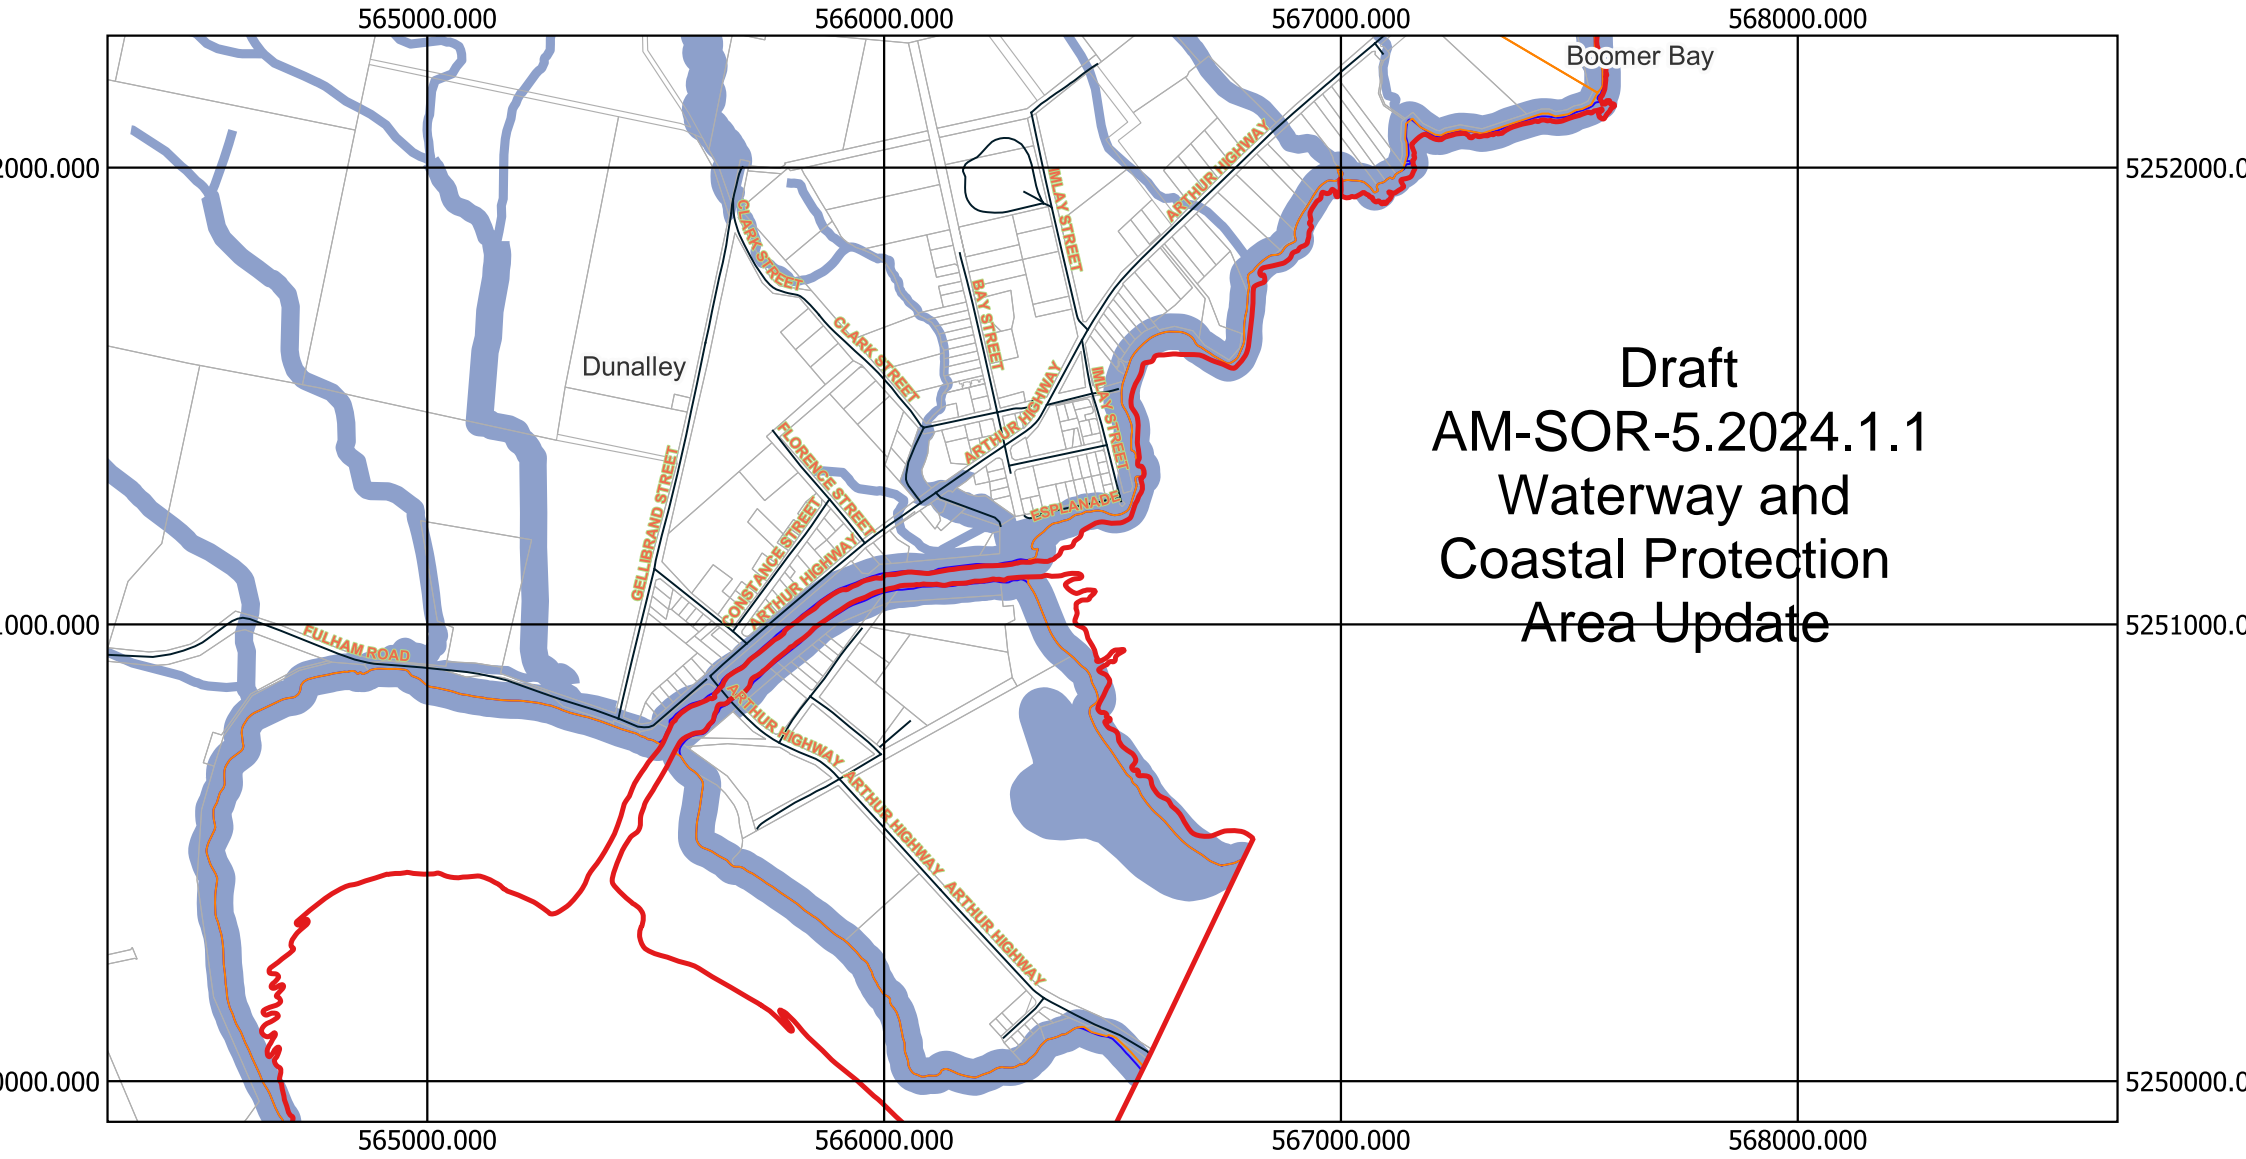 565000.000 566000.000 567000.000 568000.000
Boomer Bay
2000.000 5252000.0
ARTHUR HIGHWAY
IMLAY STREET
CLARK STREET
BAY STREET
CLARK STREET
Dunalley
ARTHUR HIGHWAY
IMLAY STREET
FLORENCE STREET
GELLIBRAND STREET
CONSTANCE STREET
ARTHUR HIGHWAY
ESPLANADE
Draft
AM-SOR-5.2024.1.1
Waterway and
Coastal Protection
Area Update
000.000 5251000.0
FULHAM ROAD
ARTHUR HIGHWAY
ARTHUR HIGHWAY
ARTHUR HIGHWAY
0000.000 5250000.0
565000.000 566000.000 567000.000 568000.000